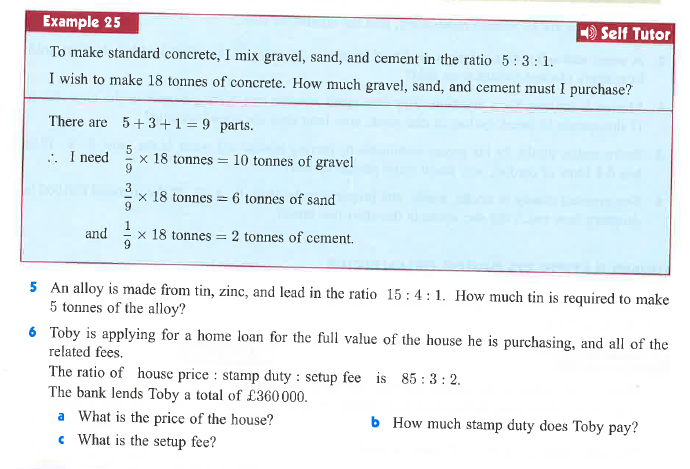 Example 25
Self Tutor
To make standard concrete, I mix gravel, sand, and cement in the ratio 5 : 3 : 1.
I wish to make 18 tonnes of concrete. How much gravel, sand, and cement must I purchase?
There are 5 + 3 + 1 = 9 parts.
∴ I need 5/9 × 18 tonnes = 10 tonnes of gravel
3/9 × 18 tonnes = 6 tonnes of sand
and 1/9 × 18 tonnes = 2 tonnes of cement.
5 An alloy is made from tin, zinc, and lead in the ratio 15 : 4 : 1. How much tin is required to make
5 tonnes of the alloy?
6 Toby is applying for a home loan for the full value of the house he is purchasing, and all of the
related fees.
The ratio of house price : stamp duty : setup fee is 85 : 3 : 2.
The bank lends Toby a total of £360 000.
a What is the price of the house? b How much stamp duty does Toby pay?
c What is the setup fee?